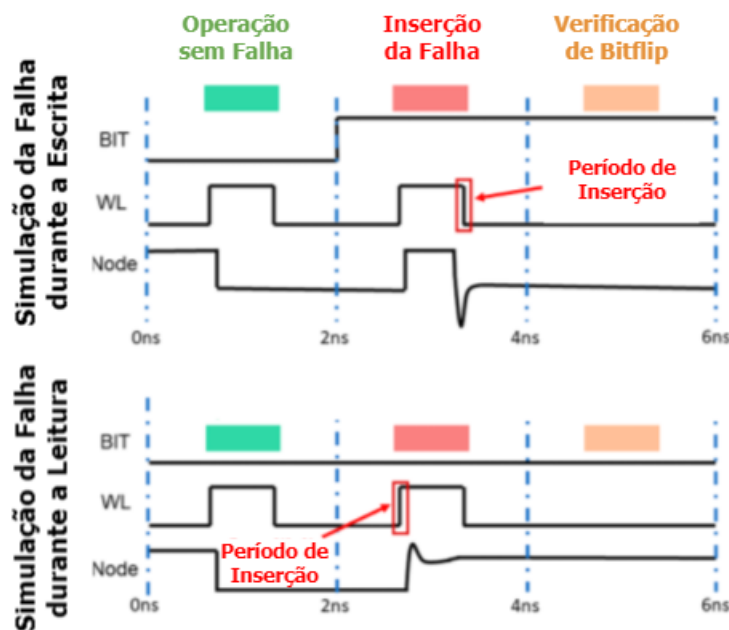 Operação
sem Falha
Inserção
da Falha
Verificação
de Bitflip
Simulação da Falha
durante a Escrita
BIT
WL
Node
Período de
Inserção
0ns
2ns
4ns
6ns
Simulação da Falha
durante a Leitura
BIT
WL
Node
Período de
Inserção
0ns
2ns
4ns
6ns